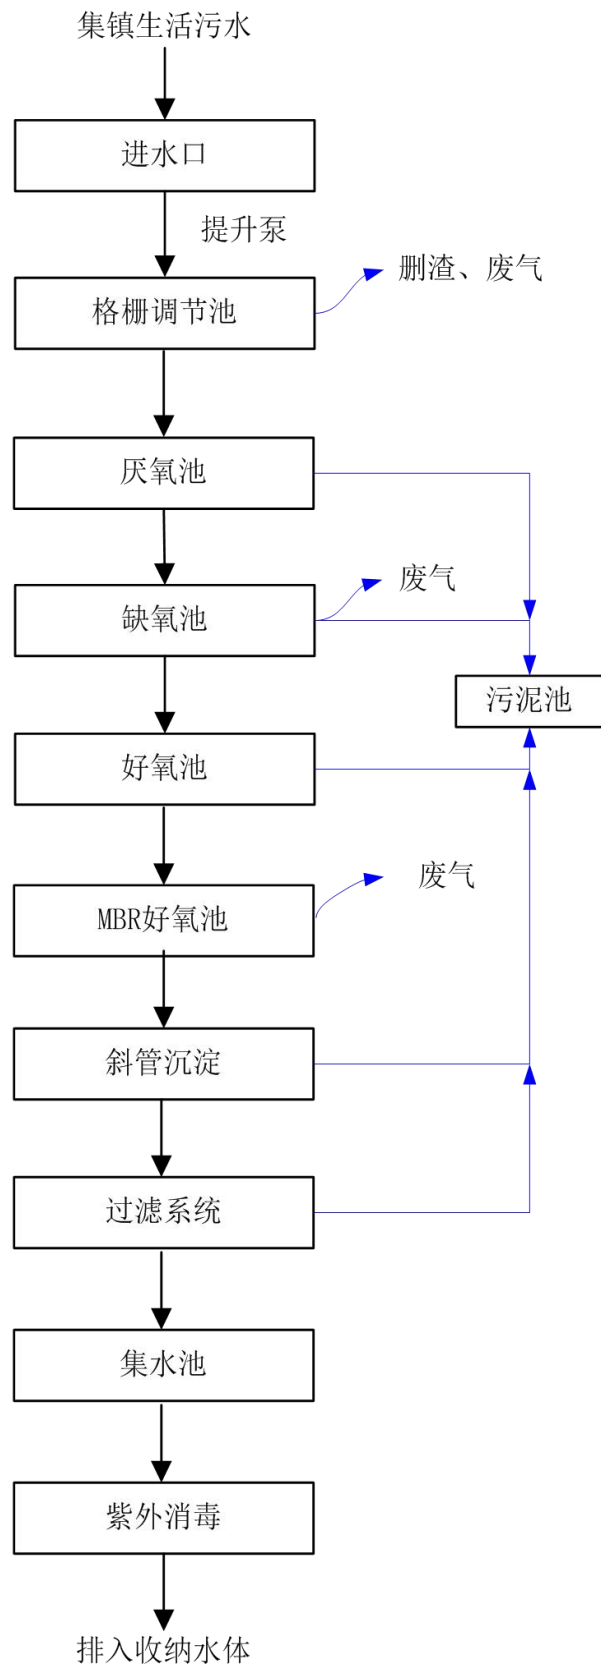 集镇生活污水
进水口
提升泵
删渣、废气
格栅调节池
厌氧池
废气
缺氧池
污泥池
好氧池
废气
MBR好氧池
斜管沉淀
过滤系统
集水池
紫外消毒
排入收纳水体